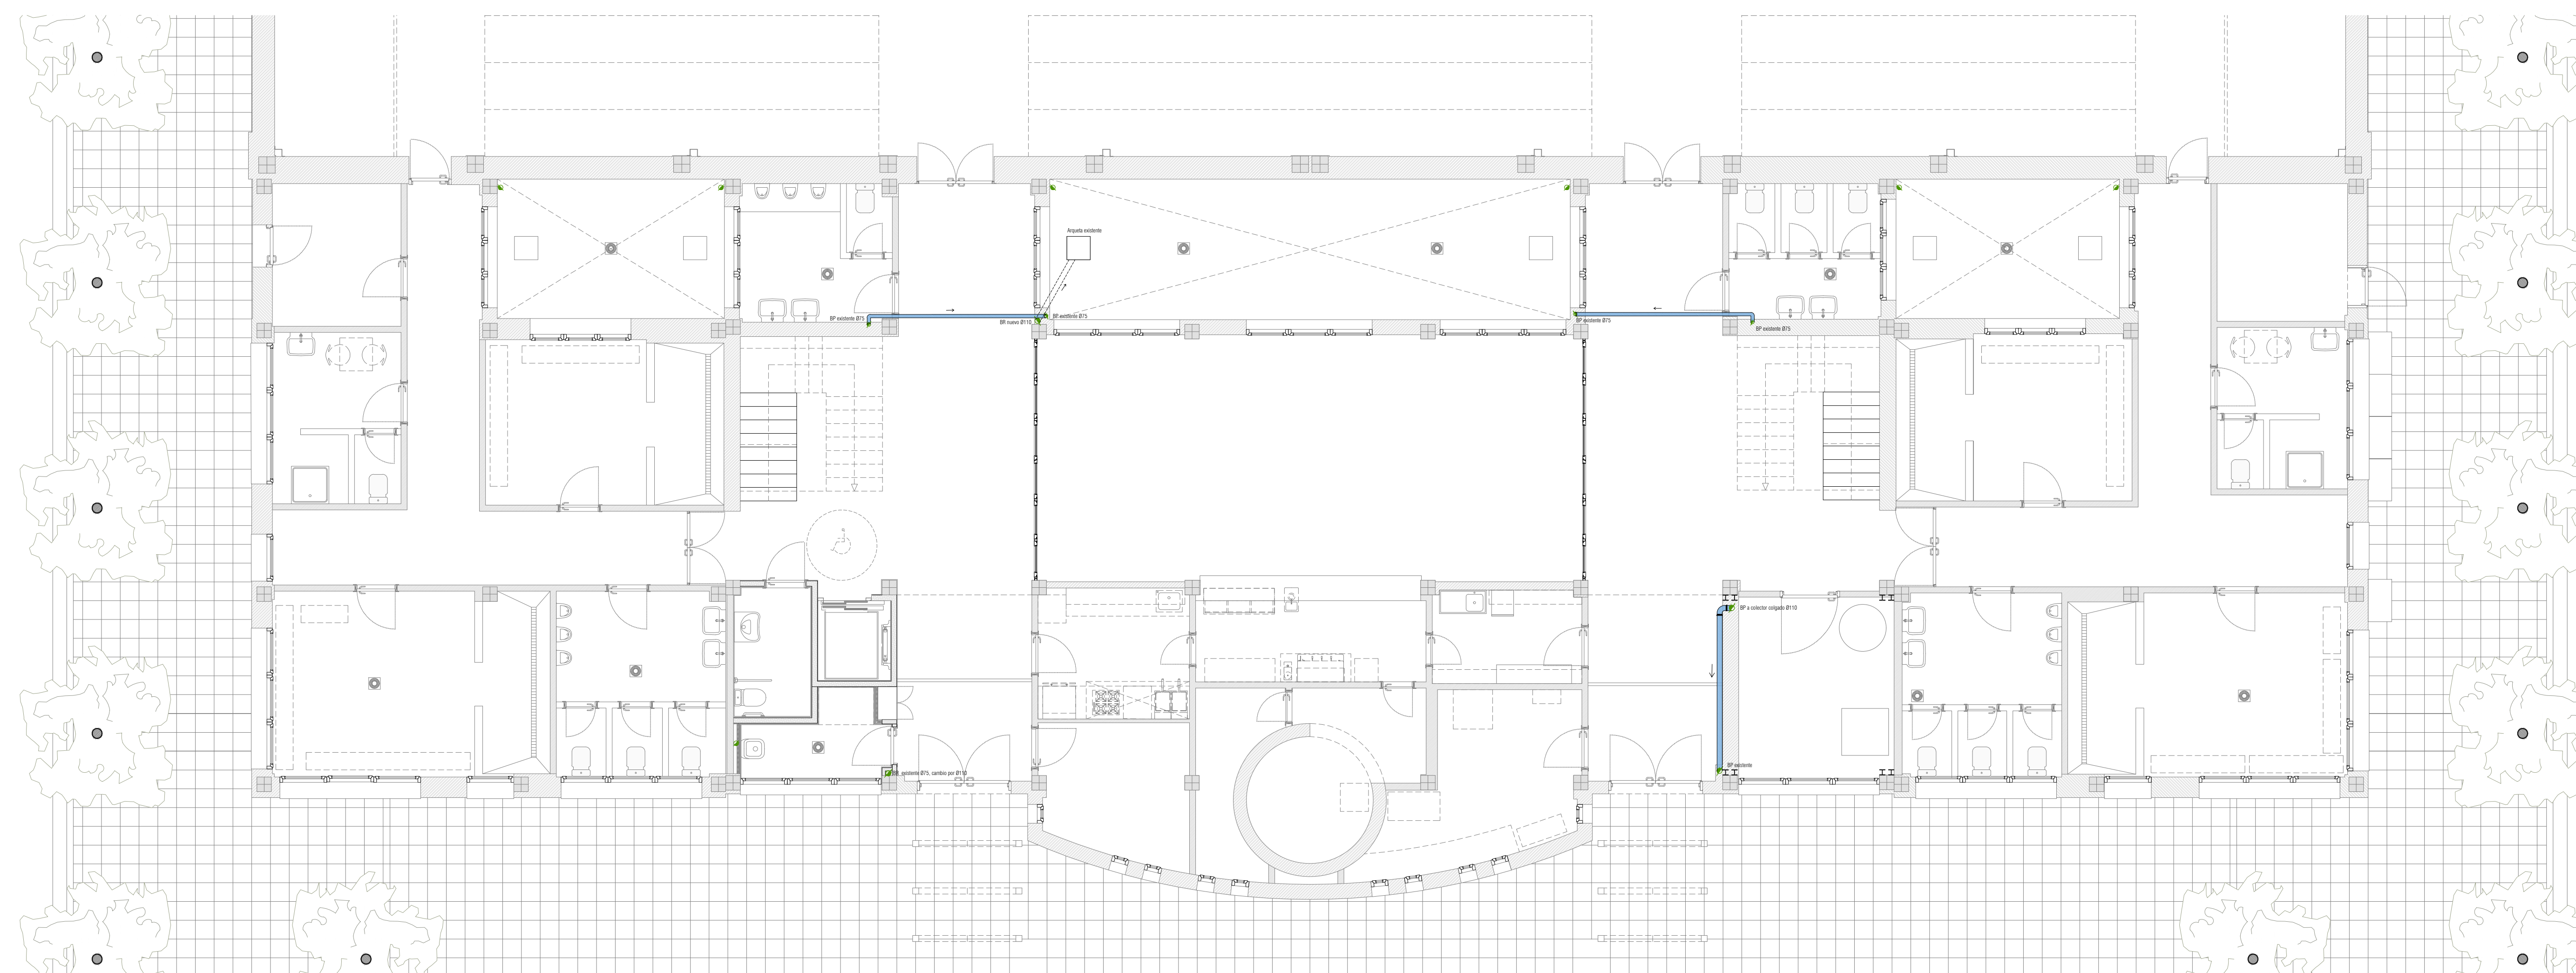 Arqueta existente
BP existente Ø75
BR nuevo Ø110
BP existente Ø75
BP existente Ø75
BP existente Ø75
BP a colector colgado Ø110
BP existente
BP existente Ø75, cambio por Ø110